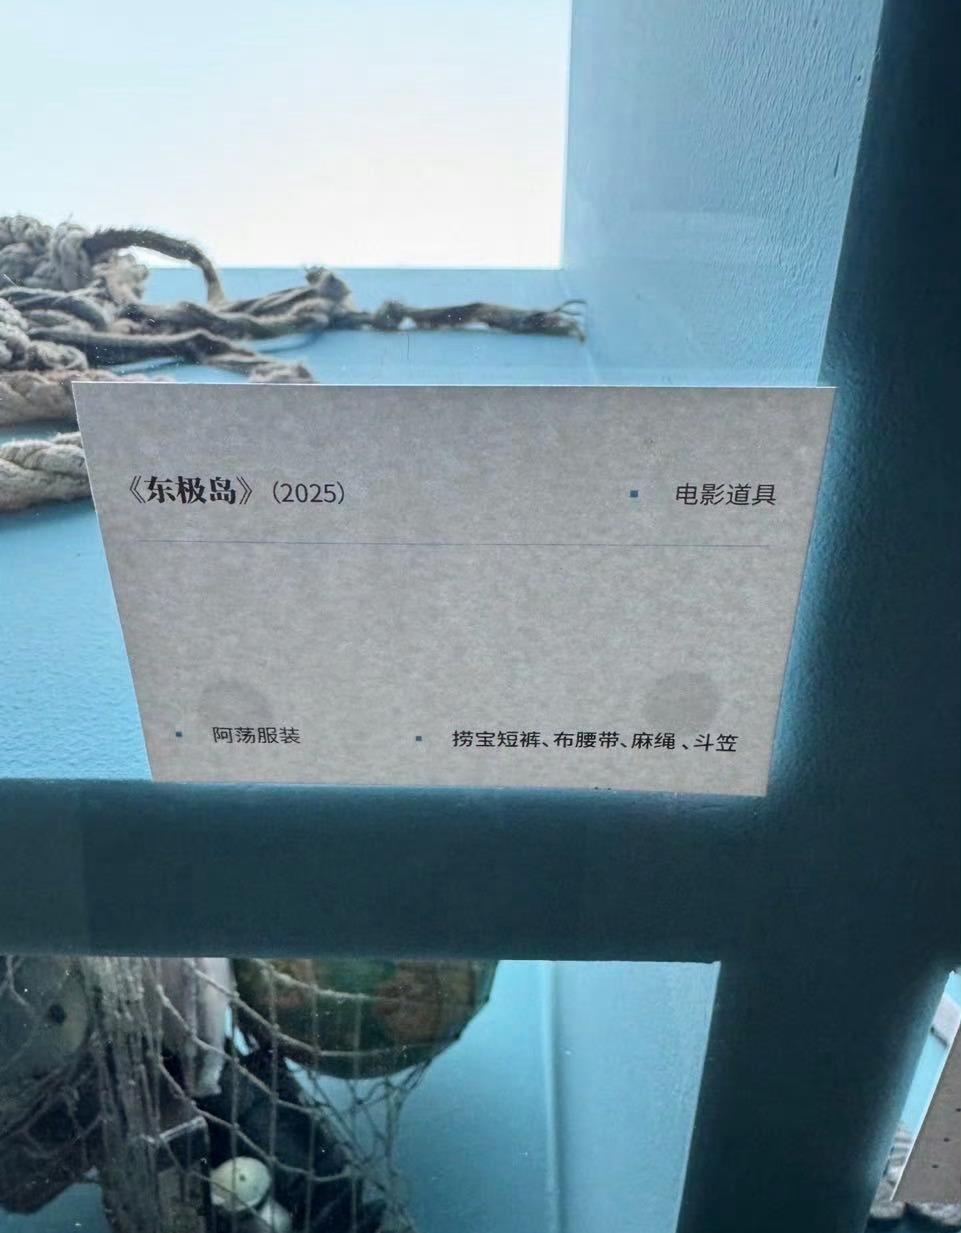 《东极岛》（2025） ▪ 电影道具
▪ 阿荡服装 ▪ 捞宝短裤、布腰带、麻绳、斗笠